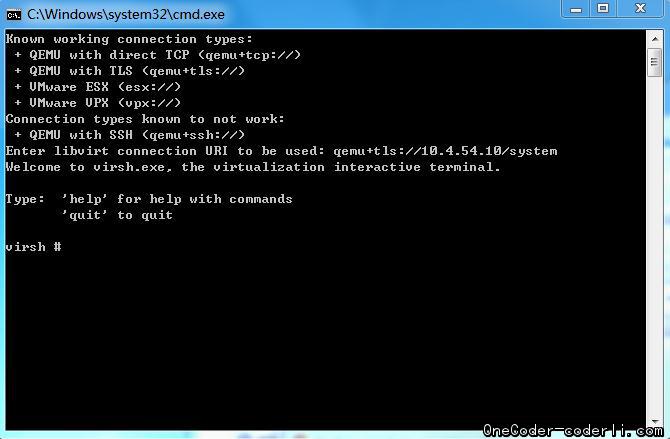 C:\Windows\system32\cmd.exe
Known working connection types:
+ QEMU with direct TCP (qemu+tcp://)
+ QEMU with TLS (qemu+tls://)
+ VMware ESX (esx://)
+ VMware VPX (vpx://)
Connection types known to not work:
+ QEMU with SSH (qemu+ssh://)
Enter libvirt connection URI to be used: qemu+tls://10.4.54.10/system
Welcome to virsh.exe, the virtualization interactive terminal.
Type:  'help' for help with commands
       'quit' to quit
virsh #
OneCoder-coderli.com